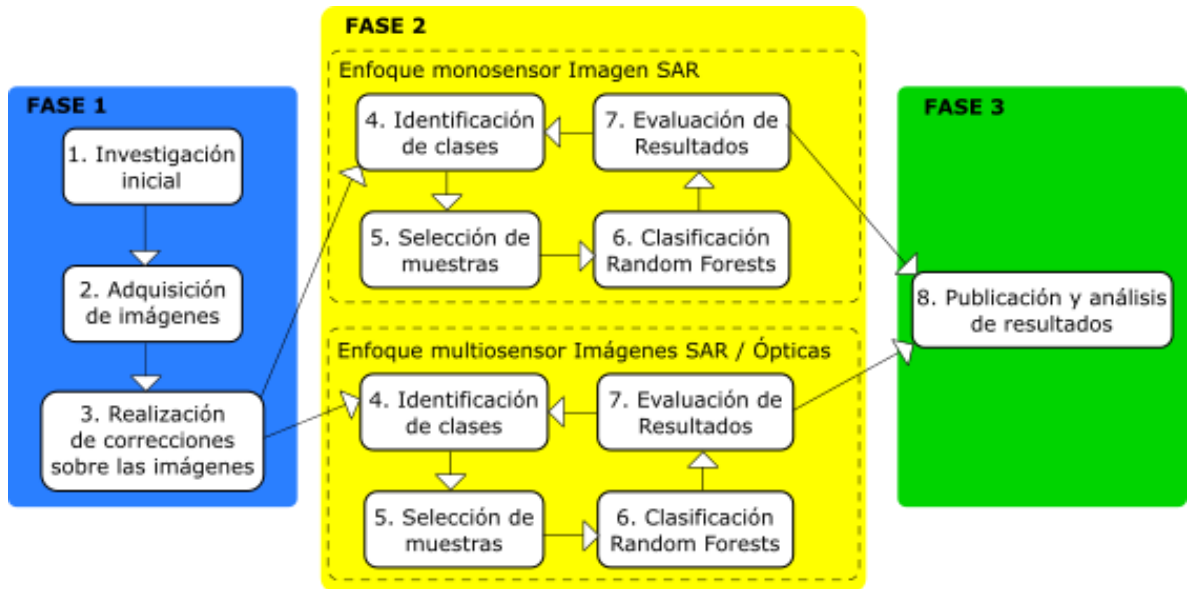 FASE 1
1. Investigación
inicial
2. Adquisición
de imágenes
3. Realización
de correcciones
sobre las imágenes
FASE 2
Enfoque monosensor Imagen SAR
4. Identificación
de clases
7. Evaluación de
Resultados
5. Selección de
muestras
6. Clasificación
Random Forests
Enfoque multiosensor Imágenes SAR / Ópticas
4. Identificación
de clases
7. Evaluación de
Resultados
5. Selección de
muestras
6. Clasificación
Random Forests
FASE 3
8. Publicación y análisis
de resultados